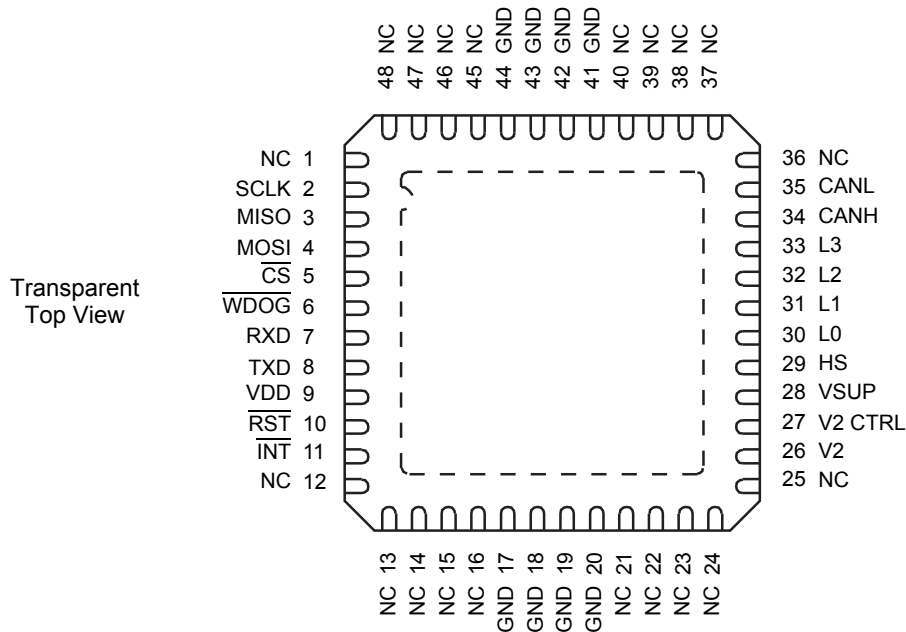 48 NC
47 NC
46 NC
45 NC
44 GND
43 GND
42 GND
41 GND
40 NC
39 NC
38 NC
37 NC
Transparent
Top View
NC 1
SCLK 2
MISO 3
MOSI 4
C̅S̅ 5
W̅D̅O̅G̅ 6
RXD 7
TXD 8
VDD 9
R̅S̅T̅ 10
I̅N̅T̅ 11
NC 12
36 NC
35 CANL
34 CANH
33 L3
32 L2
31 L1
30 L0
29 HS
28 VSUP
27 V2 CTRL
26 V2
25 NC
NC 13
NC 14
NC 15
NC 16
GND 17
GND 18
GND 19
GND 20
NC 21
NC 22
NC 23
NC 24